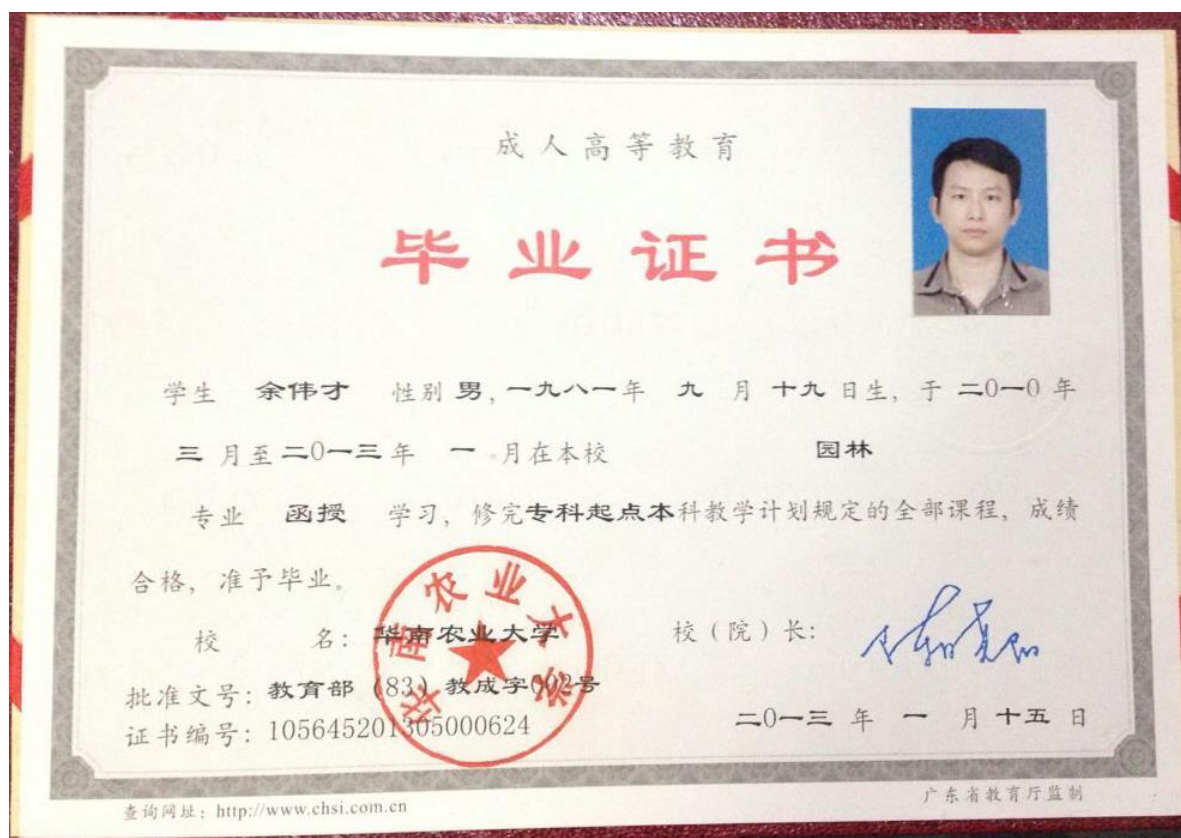 成人高等教育
毕业证书
学生 余伟才 性别 男, 一九八一年 九 月 十九 日生, 于 二0一0 年
三 月至 二0一三 年 一 月在本校 园林
专业 函授 学习, 修完专科起点本科教学计划规定的全部课程, 成绩
合格, 准予毕业。
华南农业大学
校 名: 华南农业大学 校(院)长:
批准文号: 教育部 (83) 教成字002号
证书编号: 105645201305000624
二0一三 年 一 月 十五 日
查询网址: http://www.chsi.com.cn 广东省教育厅监制